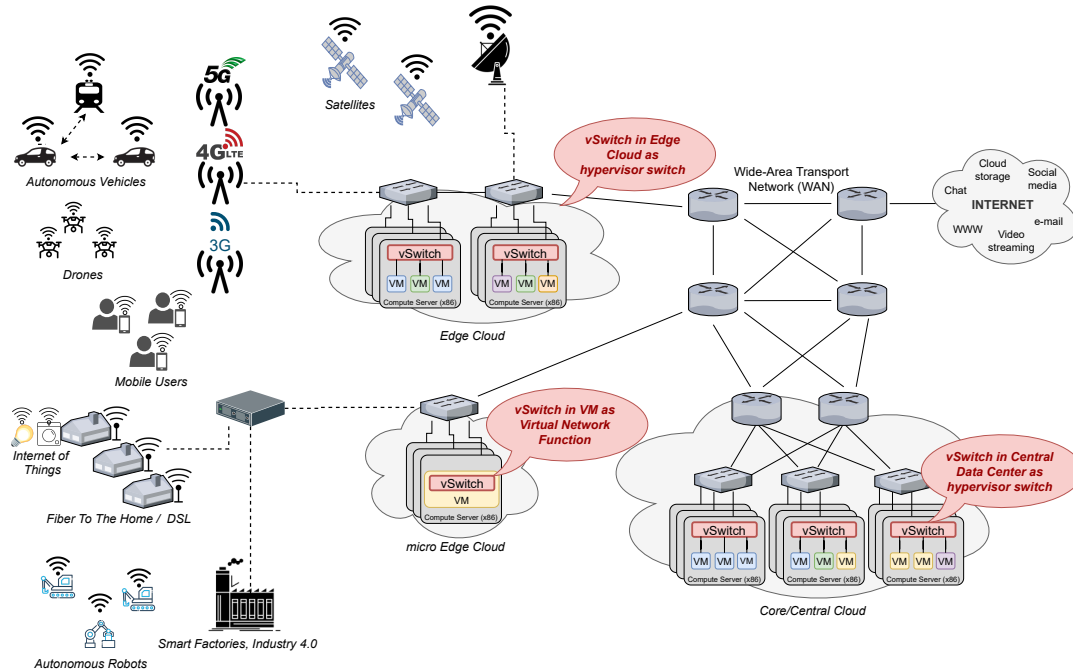 5G
Satellites
vSwitch in Edge
Cloud as
hypervisor switch
4G LTE
Autonomous Vehicles
Wide-Area Transport
Network (WAN)
Cloud
storage
Social
media
Chat
INTERNET
e-mail
WWW
Video
streaming
3G
Drones
vSwitch
VM
VM
VM
Compute Server (x86)
vSwitch
VM
VM
VM
Compute Server (x86)
Edge Cloud
Mobile Users
Internet of
Things
Fiber To The Home / DSL
vSwitch in VM as
Virtual Network
Function
vSwitch
VM
Compute Server (x86)
micro Edge Cloud
vSwitch in Central
Data Center as
hypervisor switch
vSwitch
VM
VM
VM
Compute Server (x86)
vSwitch
VM
VM
VM
Compute Server (x86)
vSwitch
VM
VM
VM
Compute Server (x86)
Core/Central Cloud
Smart Factories, Industry 4.0
Autonomous Robots